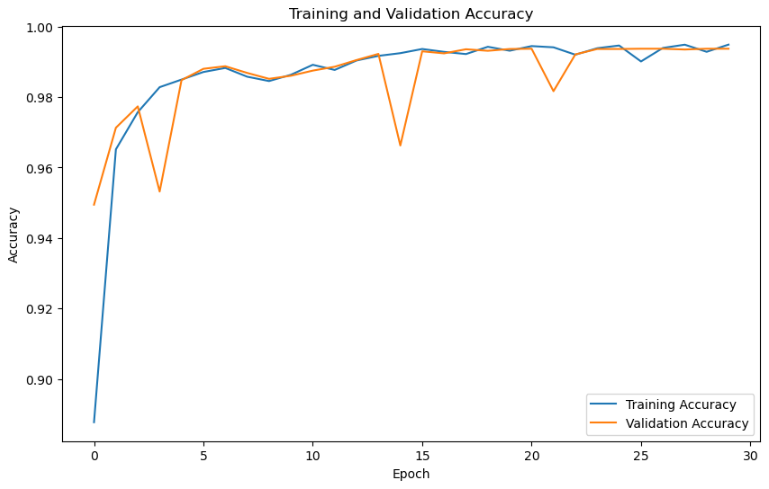 Training and Validation Accuracy
1.00
0.98
0.96
0.94
0.92
0.90
Accuracy
0
5
10
15
20
25
30
Epoch
Training Accuracy
Validation Accuracy